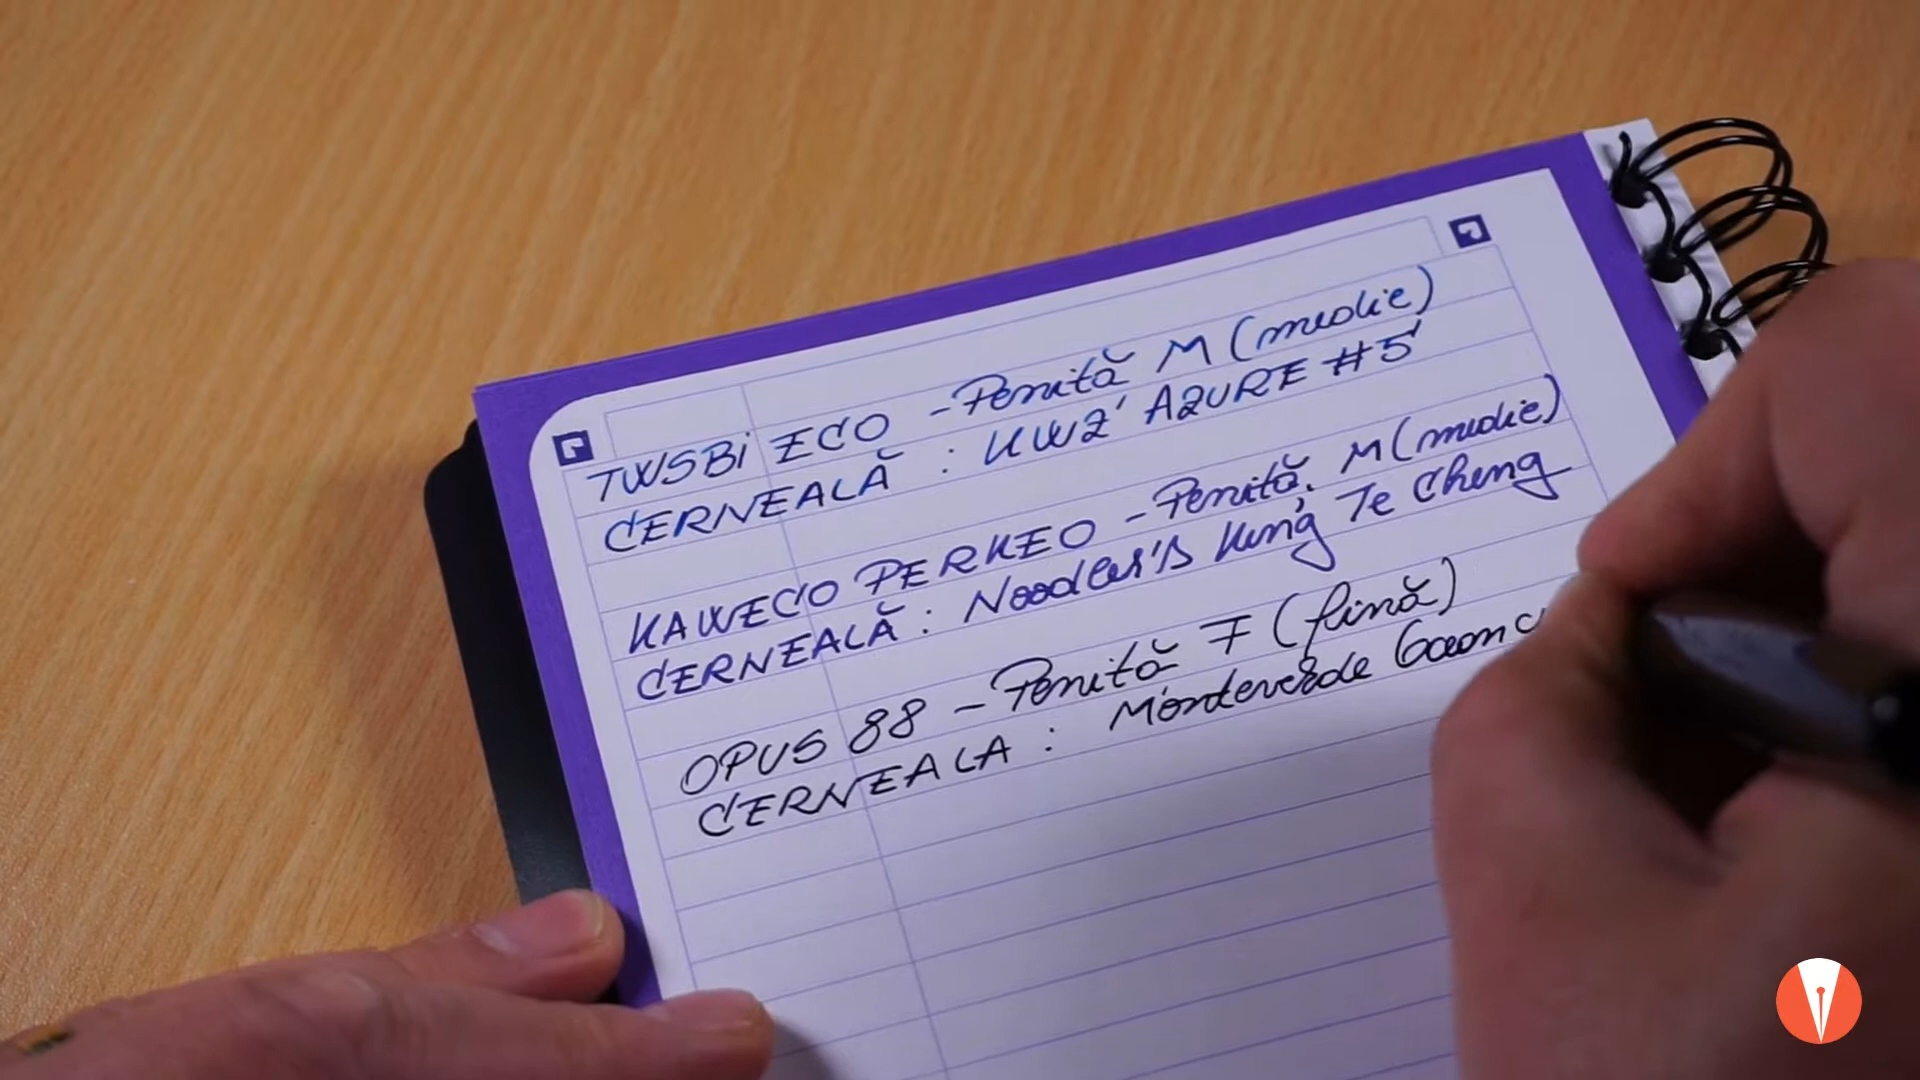 TWSBi ECO - Peniță M (medie)
CERNEALĂ : KWZ AZURE #5
KAWECO PERKEO - Peniță M (medie)
CERNEALĂ : Noodler's King Te Cheng
OPUS 88 - Peniță F (fină)
CERNEALA : Monteverde